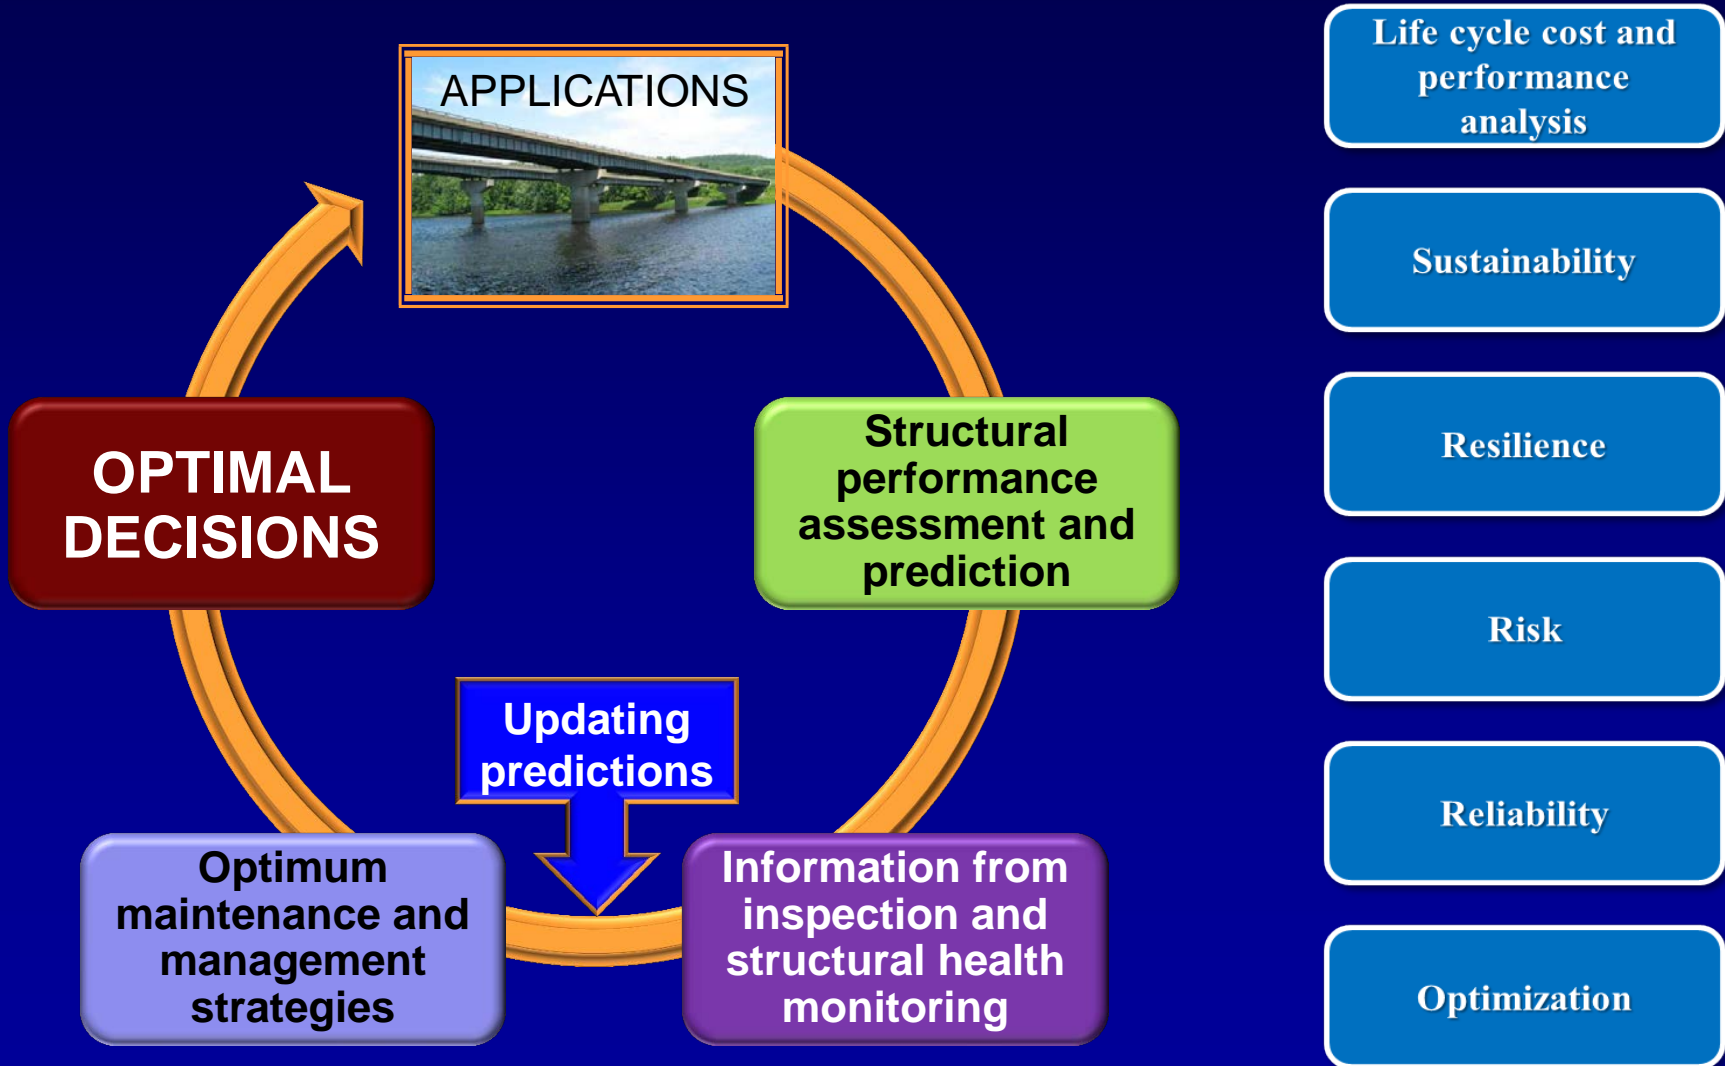 APPLICATIONS
Structural
performance
assessment and
prediction
Information from
inspection and
structural health
monitoring
Updating
predictions
Optimum
maintenance and
management
strategies
OPTIMAL
DECISIONS
Life cycle cost and
performance
analysis
Sustainability
Resilience
Risk
Reliability
Optimization